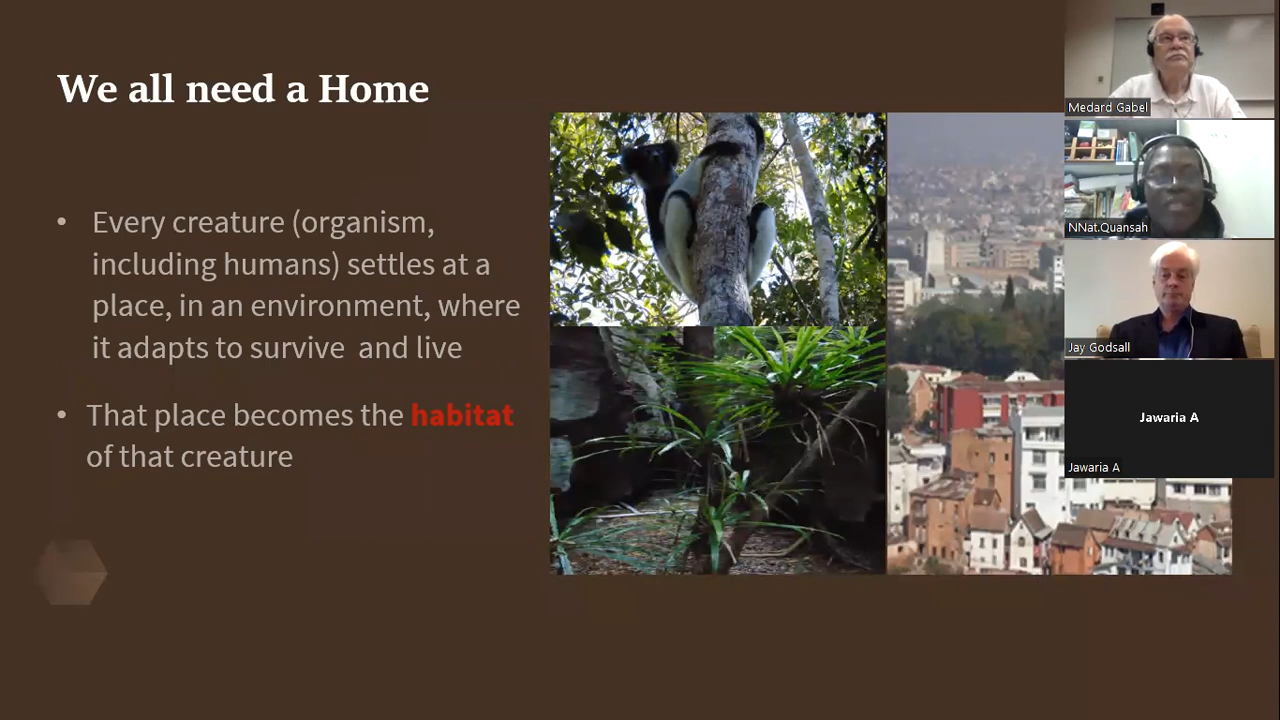 We all need a Home
• Every creature (organism,
including humans) settles at a
place, in an environment, where
it adapts to survive  and live
• That place becomes the habitat
of that creature
Medard Gabel
NNat.Quansah
Jay Godsall
Jawaria A
Jawaria A